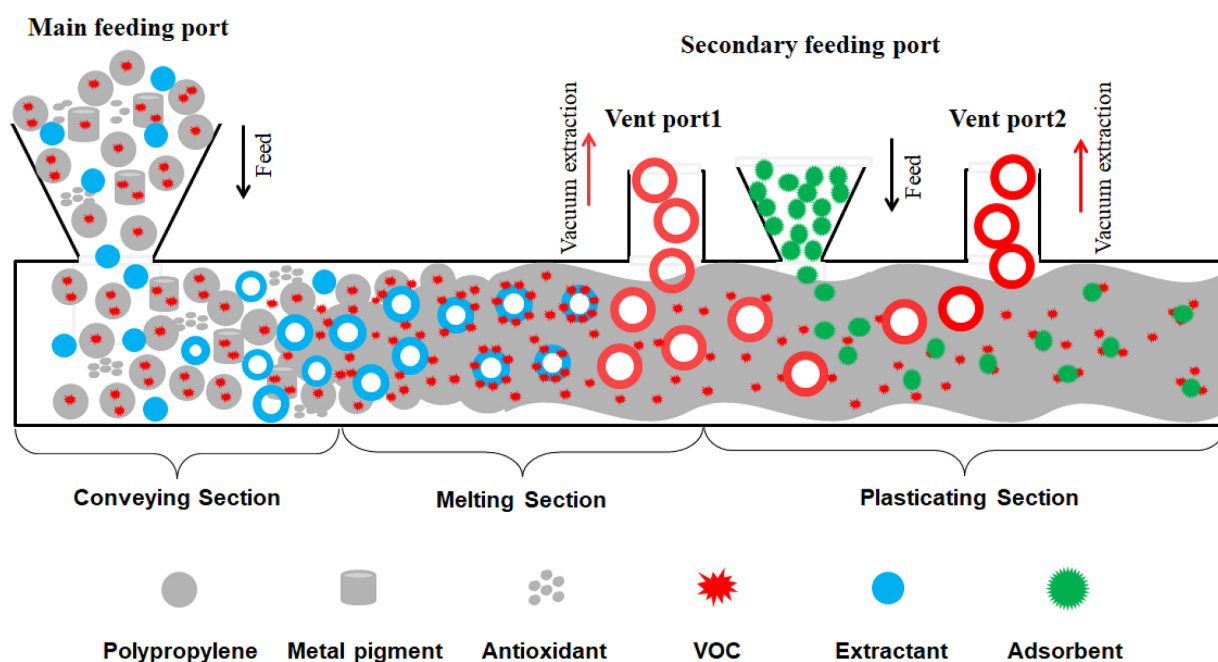 Main feeding port
Secondary feeding port
Feed
Vacuum extraction
Vent port1
Feed
Vent port2
Vacuum extraction
Conveying Section
Melting Section
Plasticating Section
Polypropylene
Metal pigment
Antioxidant
VOC
Extractant
Adsorbent